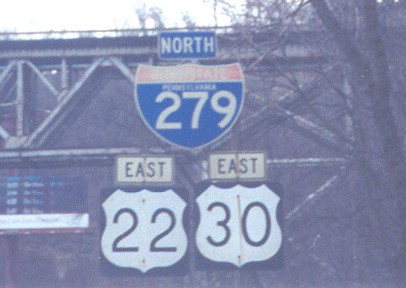 NORTH
INTERSTATE
PENNSYLVANIA
279
EAST EAST
22 30